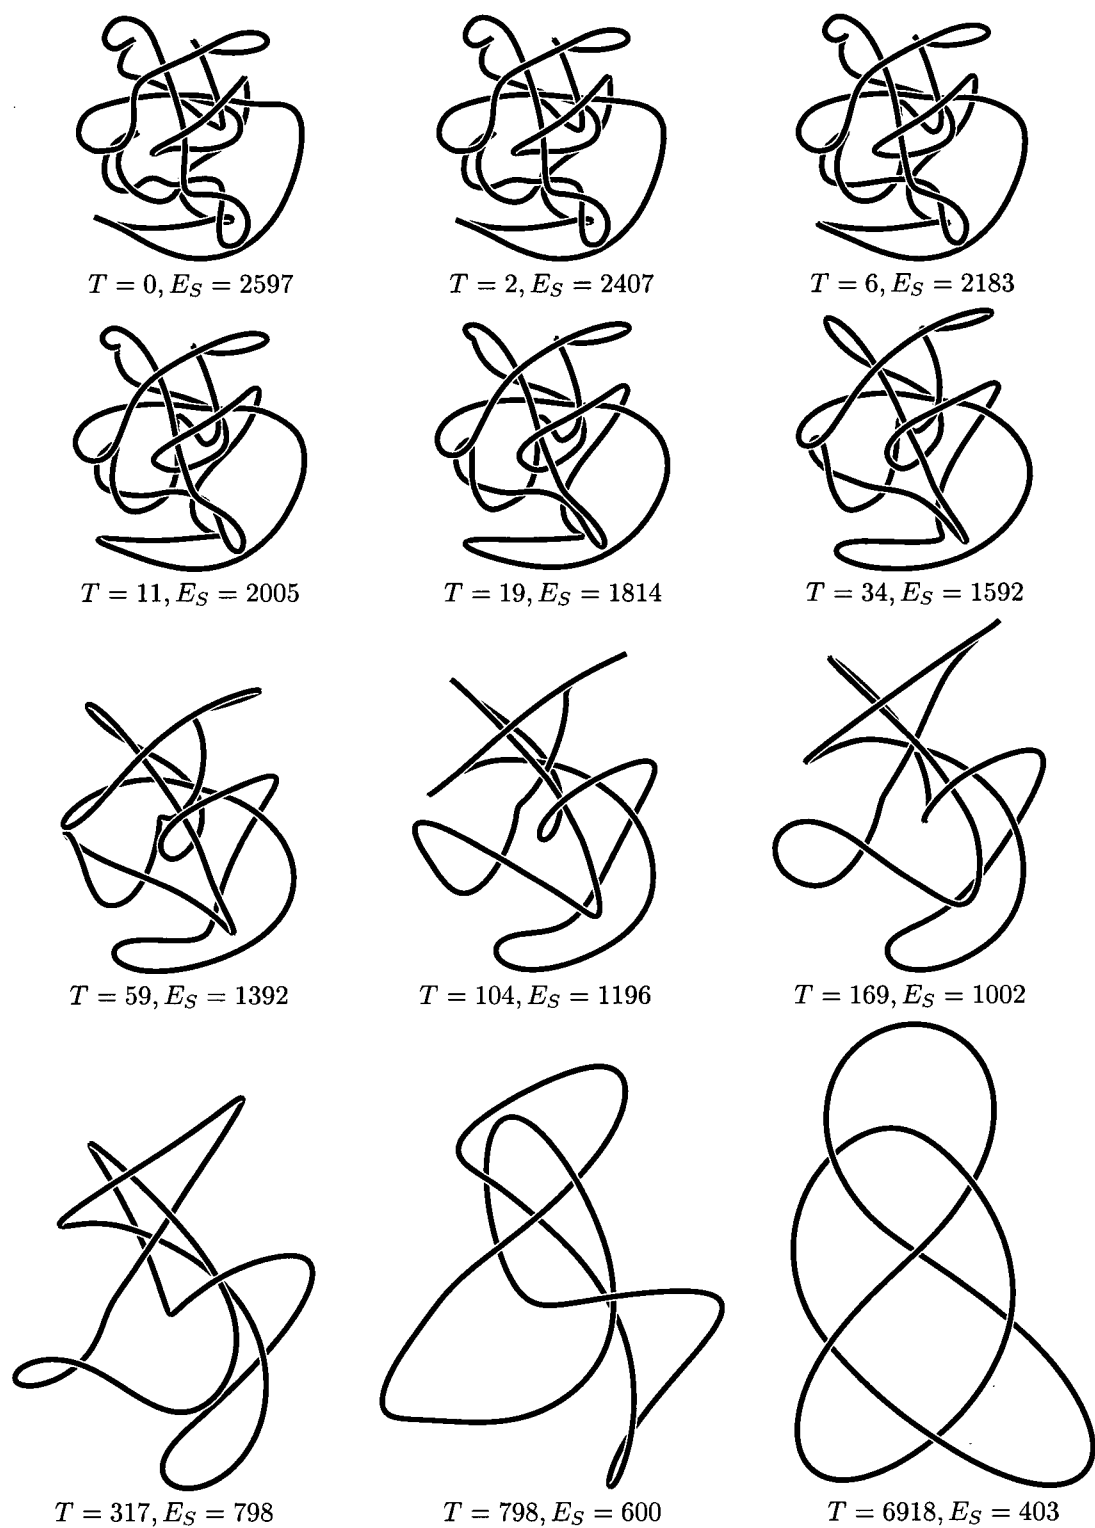 T = 0, E_S = 2597
T = 2, E_S = 2407
T = 6, E_S = 2183
T = 11, E_S = 2005
T = 19, E_S = 1814
T = 34, E_S = 1592
T = 59, E_S = 1392
T = 104, E_S = 1196
T = 169, E_S = 1002
T = 317, E_S = 798
T = 798, E_S = 600
T = 6918, E_S = 403